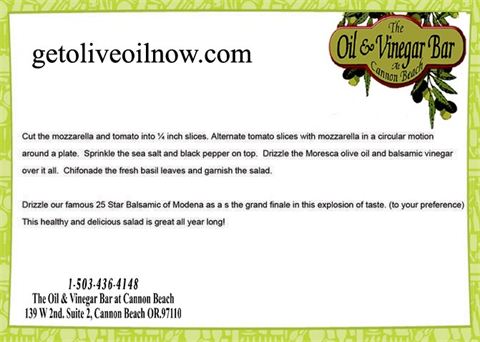 getoliveoilnow.com
The
Oil & Vinegar Bar
At
Cannon Beach
Cut the mozzarella and tomato into ¼ inch slices. Alternate tomato slices with mozzarella in a circular motion
around a plate. Sprinkle the sea salt and black pepper on top. Drizzle the Moresca olive oil and balsamic vinegar
over it all. Chifonade the fresh basil leaves and garnish the salad.
Drizzle our famous 25 Star Balsamic of Modena as a s the grand finale in this explosion of taste. (to your preference)
This healthy and delicious salad is great all year long!
1-503-436-4148
The Oil & Vinegar Bar at Cannon Beach
139 W 2nd. Suite 2, Cannon Beach OR.97110